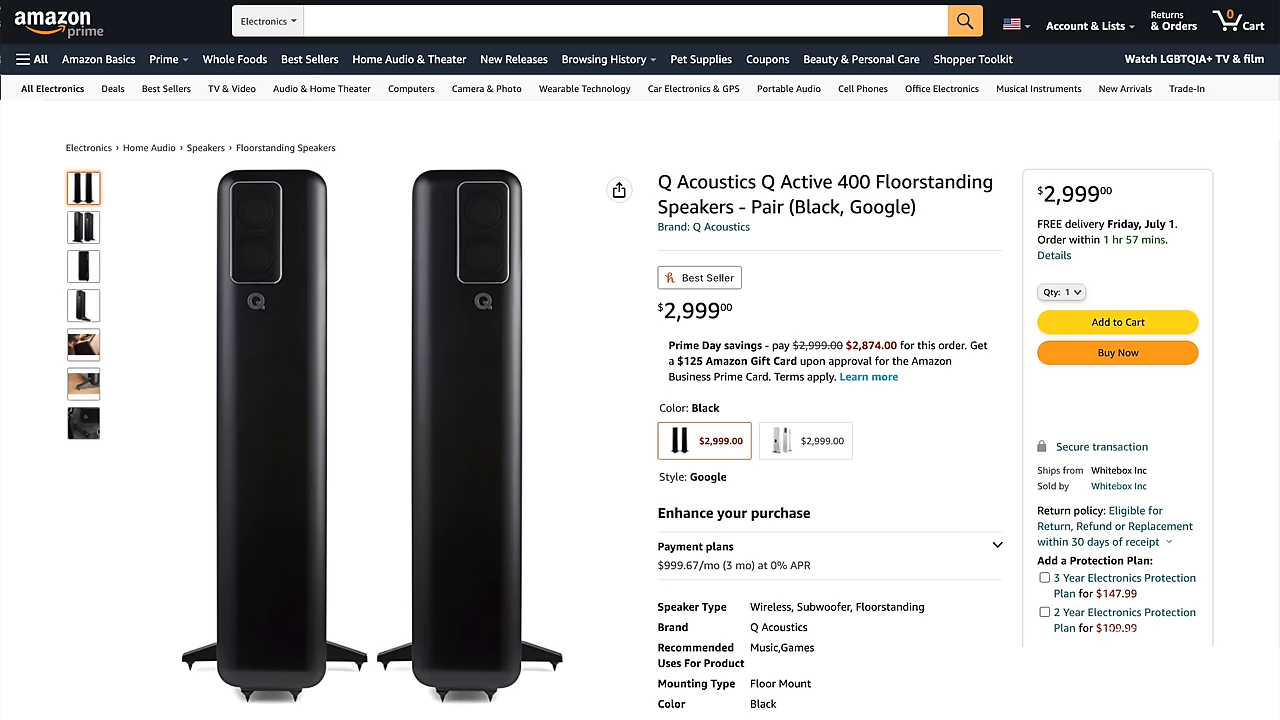 amazon
prime
Electronics
0
Account & Lists
Returns
& Orders
Cart
All
Amazon Basics
Prime
Whole Foods
Best Sellers
Home Audio & Theater
New Releases
Browsing History
Pet Supplies
Coupons
Beauty & Personal Care
Shopper Toolkit
Watch LGBTQIA+ TV & film
All Electronics
Deals
Best Sellers
TV & Video
Audio & Home Theater
Computers
Camera & Photo
Wearable Technology
Car Electronics & GPS
Portable Audio
Cell Phones
Office Electronics
Musical Instruments
New Arrivals
Trade-In
Electronics › Home Audio › Speakers › Floorstanding Speakers
Q
Q
Q Acoustics Q Active 400 Floorstanding
Speakers - Pair (Black, Google)
Brand: Q Acoustics
Best Seller
$2,999.00
Prime Day savings - pay $2,999.00 $2,874.00 for this order. Get
a $125 Amazon Gift Card upon approval for the Amazon
Business Prime Card. Terms apply. Learn more
Color: Black
$2,999.00
$2,999.00
Style: Google
Enhance your purchase
Payment plans
$999.67/mo (3 mo) at 0% APR
Speaker Type Wireless, Subwoofer, Floorstanding
Brand Q Acoustics
Recommended Music,Games
Uses For Product
Mounting Type Floor Mount
Color Black
$2,999.00
FREE delivery Friday, July 1.
Order within 1 hr 57 mins.
Details
Qty: 1
Add to Cart
Buy Now
Secure transaction
Ships from Whitebox Inc
Sold by Whitebox Inc
Return policy: Eligible for
Return, Refund or Replacement
within 30 days of receipt
Add a Protection Plan:
3 Year Electronics Protection
Plan for $147.99
2 Year Electronics Protection
Plan for $109.99